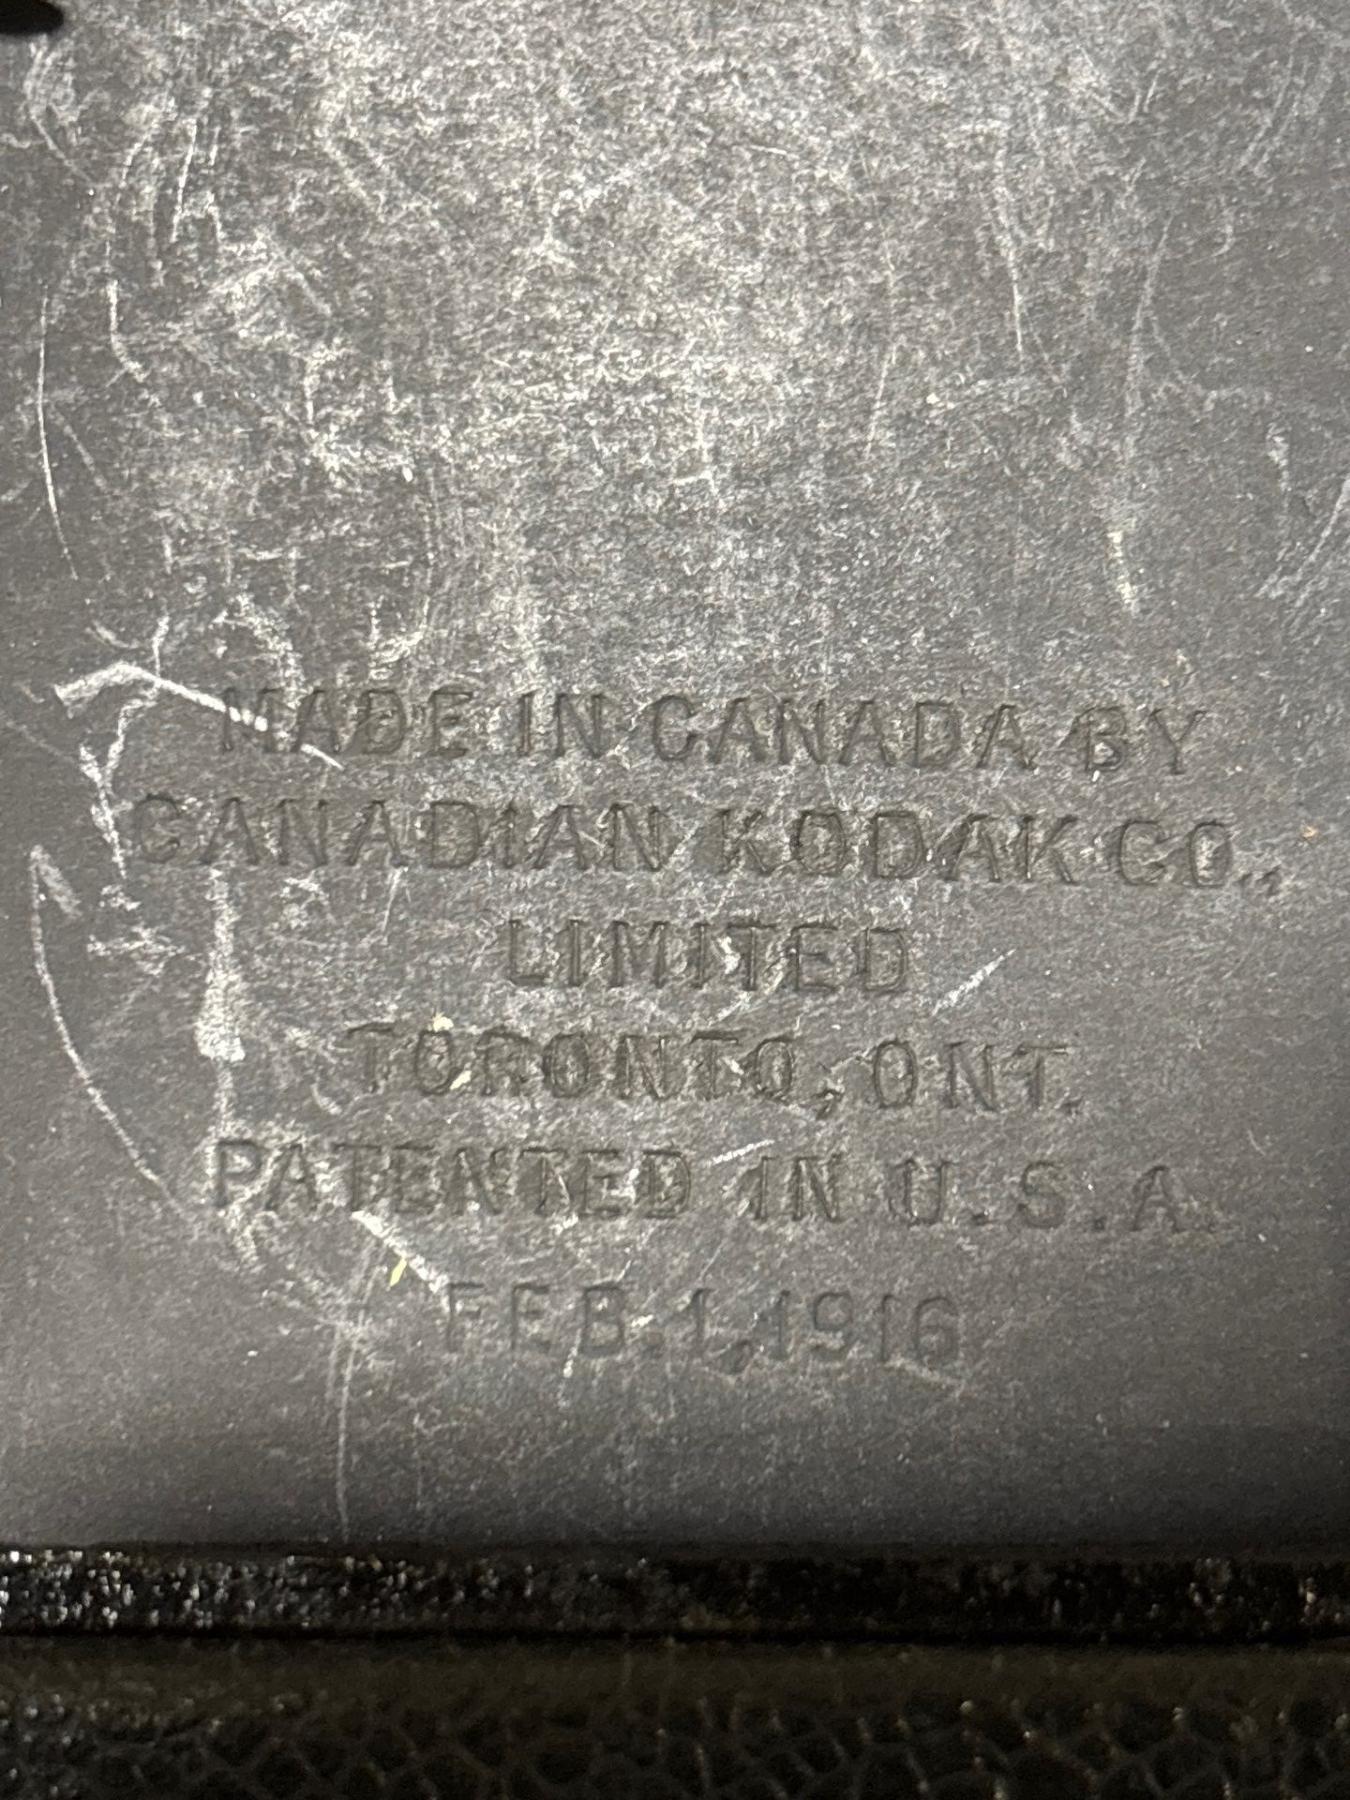 MADE IN CANADA BY
CANADIAN KODAK CO.,
LIMITED
TORONTO, ONT.
PATENTED IN U.S.A.
FEB. 1, 1916